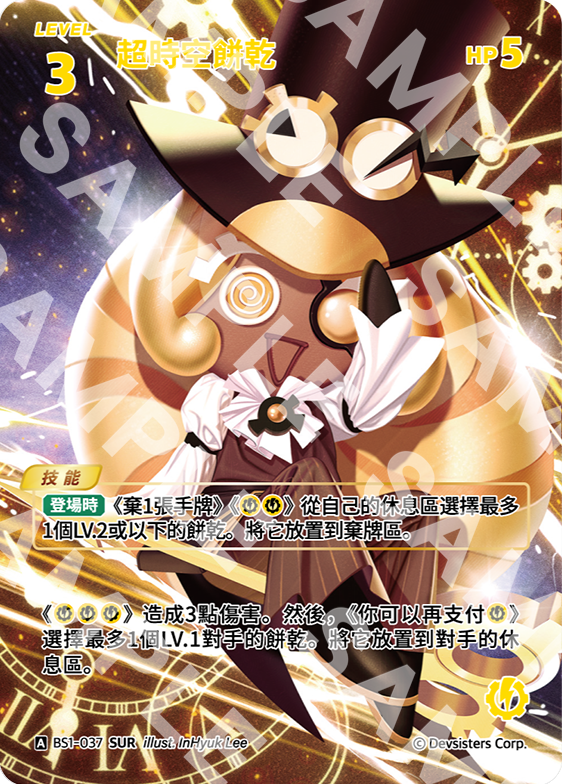 LEVEL
3
超時空餅乾
HP 5
技能
登場時 《棄1張手牌》《》從自己的休息區選擇最多
1個LV.2或以下的餅乾。將它放置到棄牌區。
《》造成3點傷害。然後,《你可以再支付》
選擇最多1個LV.1對手的餅乾。將它放置到對手的休
息區。
A BS1-037 SUR illust. InHyuk Lee
© Devsisters Corp.
SAMPLE
SAMPLE
SAMPLE
SAMPLE